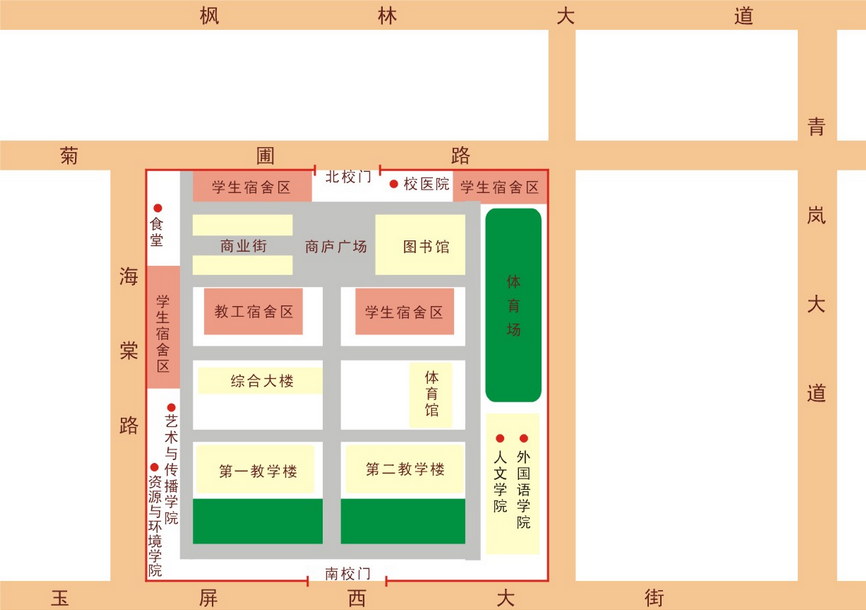 枫林大道
菊圃路
青岚大道
海棠路
玉屏西大街
北校门
学生宿舍区
校医院
学生宿舍区
食堂
商业街
商庐广场
图书馆
体育场
学生宿舍区
教工宿舍区
学生宿舍区
综合大楼
体育馆
艺术与传播学院
资源与环境学院
第一教学楼
第二教学楼
人文学院
外国语学院
南校门